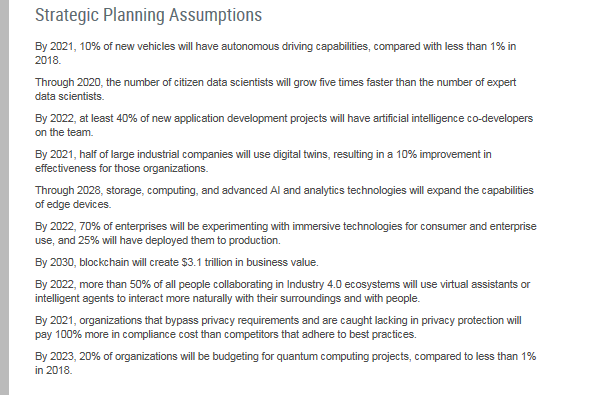 Strategic Planning Assumptions
By 2021, 10% of new vehicles will have autonomous driving capabilities, compared with less than 1% in
2018.
Through 2020, the number of citizen data scientists will grow five times faster than the number of expert
data scientists.
By 2022, at least 40% of new application development projects will have artificial intelligence co-developers
on the team.
By 2021, half of large industrial companies will use digital twins, resulting in a 10% improvement in
effectiveness for those organizations.
Through 2028, storage, computing, and advanced AI and analytics technologies will expand the capabilities
of edge devices.
By 2022, 70% of enterprises will be experimenting with immersive technologies for consumer and enterprise
use, and 25% will have deployed them to production.
By 2030, blockchain will create $3.1 trillion in business value.
By 2022, more than 50% of all people collaborating in Industry 4.0 ecosystems will use virtual assistants or
intelligent agents to interact more naturally with their surroundings and with people.
By 2021, organizations that bypass privacy requirements and are caught lacking in privacy protection will
pay 100% more in compliance cost than competitors that adhere to best practices.
By 2023, 20% of organizations will be budgeting for quantum computing projects, compared to less than 1%
in 2018.